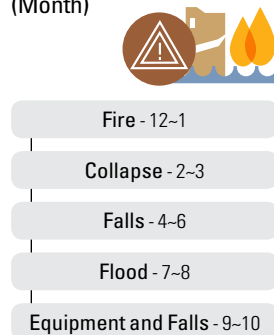 (Month)
Fire - 12~1
Collapse - 2~3
Falls - 4~6
Flood - 7~8
Equipment and Falls - 9~10